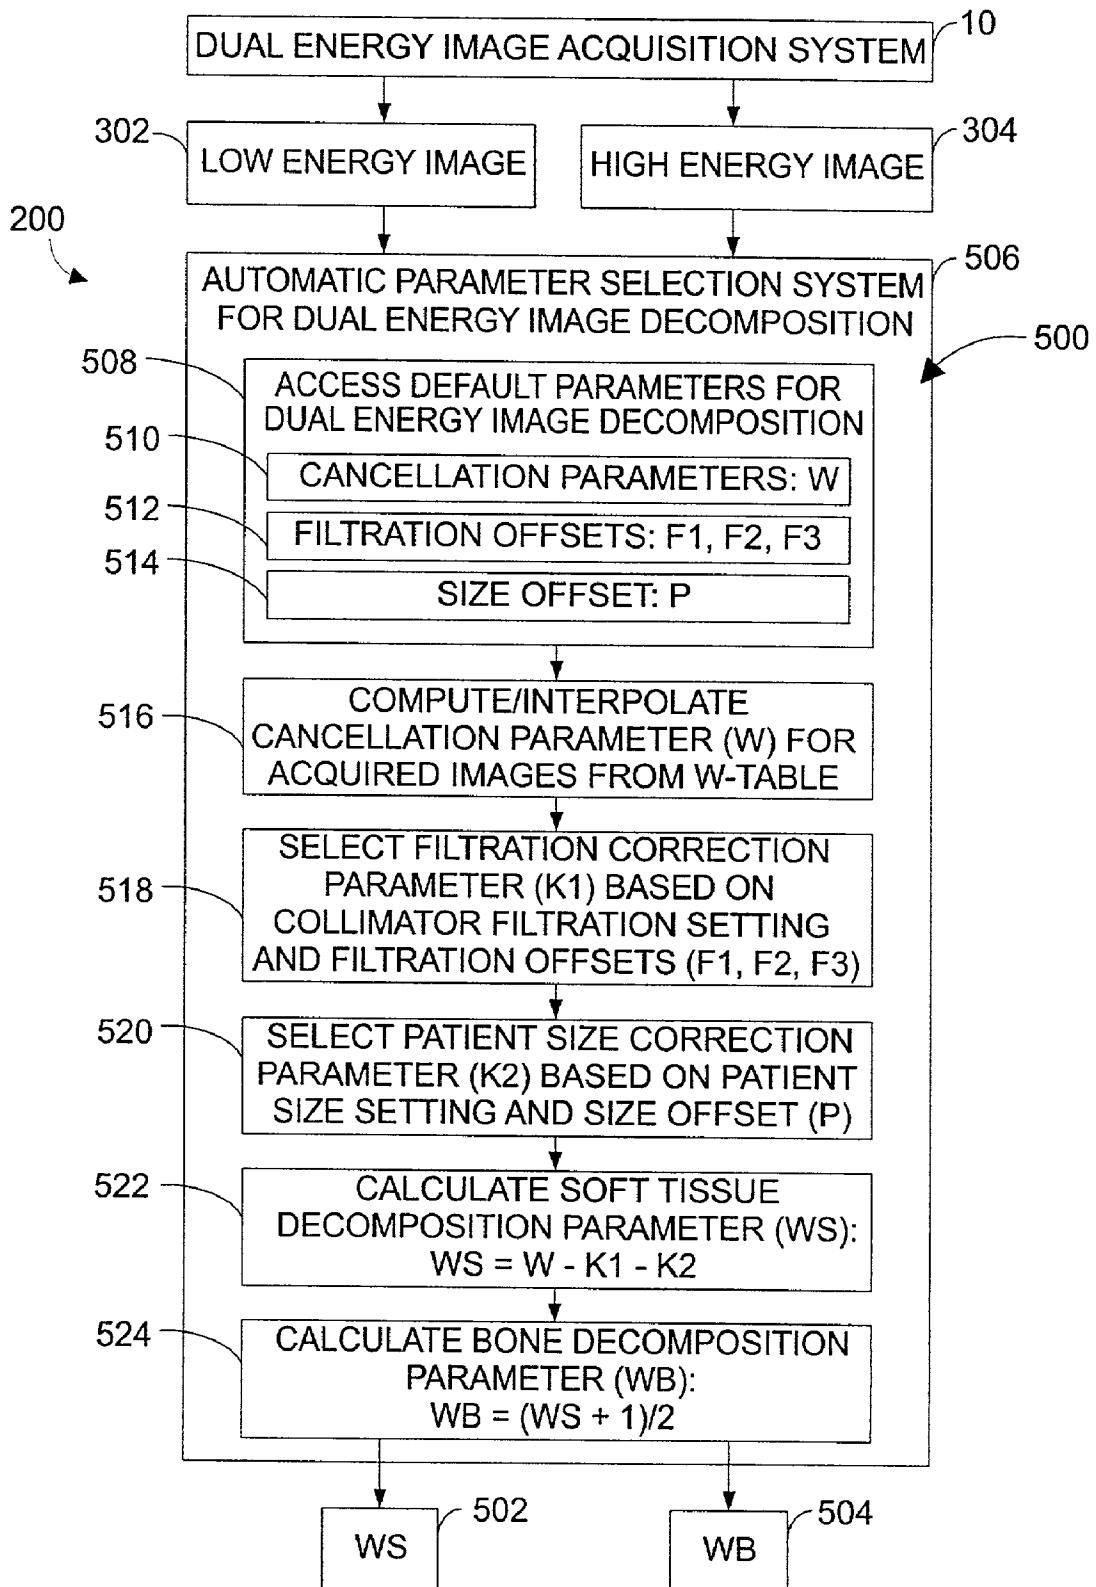 DUAL ENERGY IMAGE ACQUISITION SYSTEM
10
302
LOW ENERGY IMAGE
HIGH ENERGY IMAGE
304
200
506
AUTOMATIC PARAMETER SELECTION SYSTEM
FOR DUAL ENERGY IMAGE DECOMPOSITION
500
508
ACCESS DEFAULT PARAMETERS FOR
DUAL ENERGY IMAGE DECOMPOSITION
510
CANCELLATION PARAMETERS: W
512
FILTRATION OFFSETS: F1, F2, F3
514
SIZE OFFSET: P
516
COMPUTE/INTERPOLATE
CANCELLATION PARAMETER (W) FOR
ACQUIRED IMAGES FROM W-TABLE
518
SELECT FILTRATION CORRECTION
PARAMETER (K1) BASED ON
COLLIMATOR FILTRATION SETTING
AND FILTRATION OFFSETS (F1, F2, F3)
520
SELECT PATIENT SIZE CORRECTION
PARAMETER (K2) BASED ON PATIENT
SIZE SETTING AND SIZE OFFSET (P)
522
CALCULATE SOFT TISSUE
DECOMPOSITION PARAMETER (WS):
WS = W - K1 - K2
524
CALCULATE BONE DECOMPOSITION
PARAMETER (WB):
WB = (WS + 1)/2
WS
502
WB
504